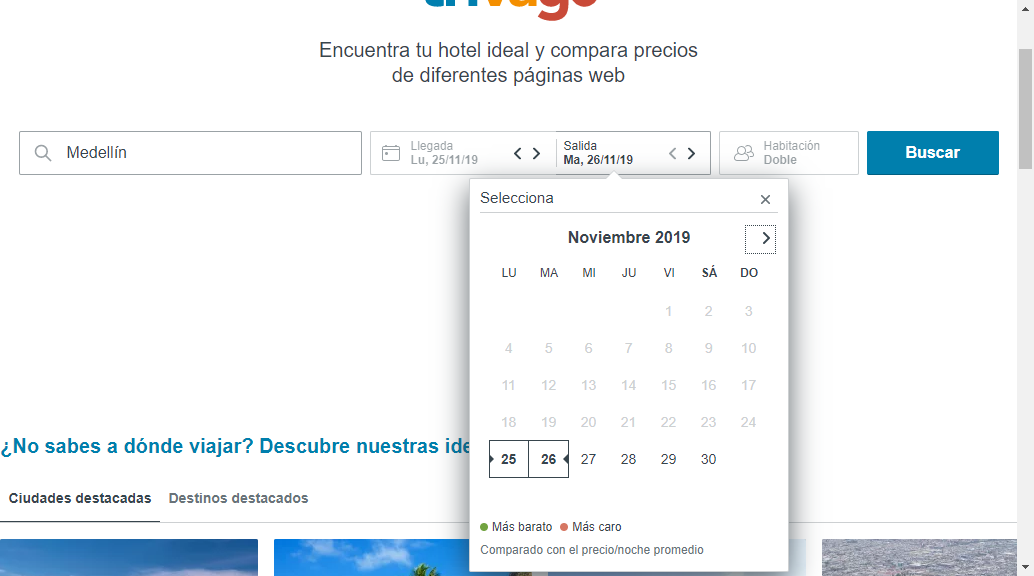 trivago
Encuentra tu hotel ideal y compara precios
de diferentes páginas web
Medellín
Llegada
Lu, 25/11/19
Salida
Ma, 26/11/19
Habitación
Doble
Buscar
Selecciona
Noviembre 2019
LU MA MI JU VI SÁ DO
1 2 3
4 5 6 7 8 9 10
11 12 13 14 15 16 17
18 19 20 21 22 23 24
25 26 27 28 29 30
Más barato Más caro
Comparado con el precio/noche promedio
¿No sabes a dónde viajar? Descubre nuestras ide
Ciudades destacadas Destinos destacados